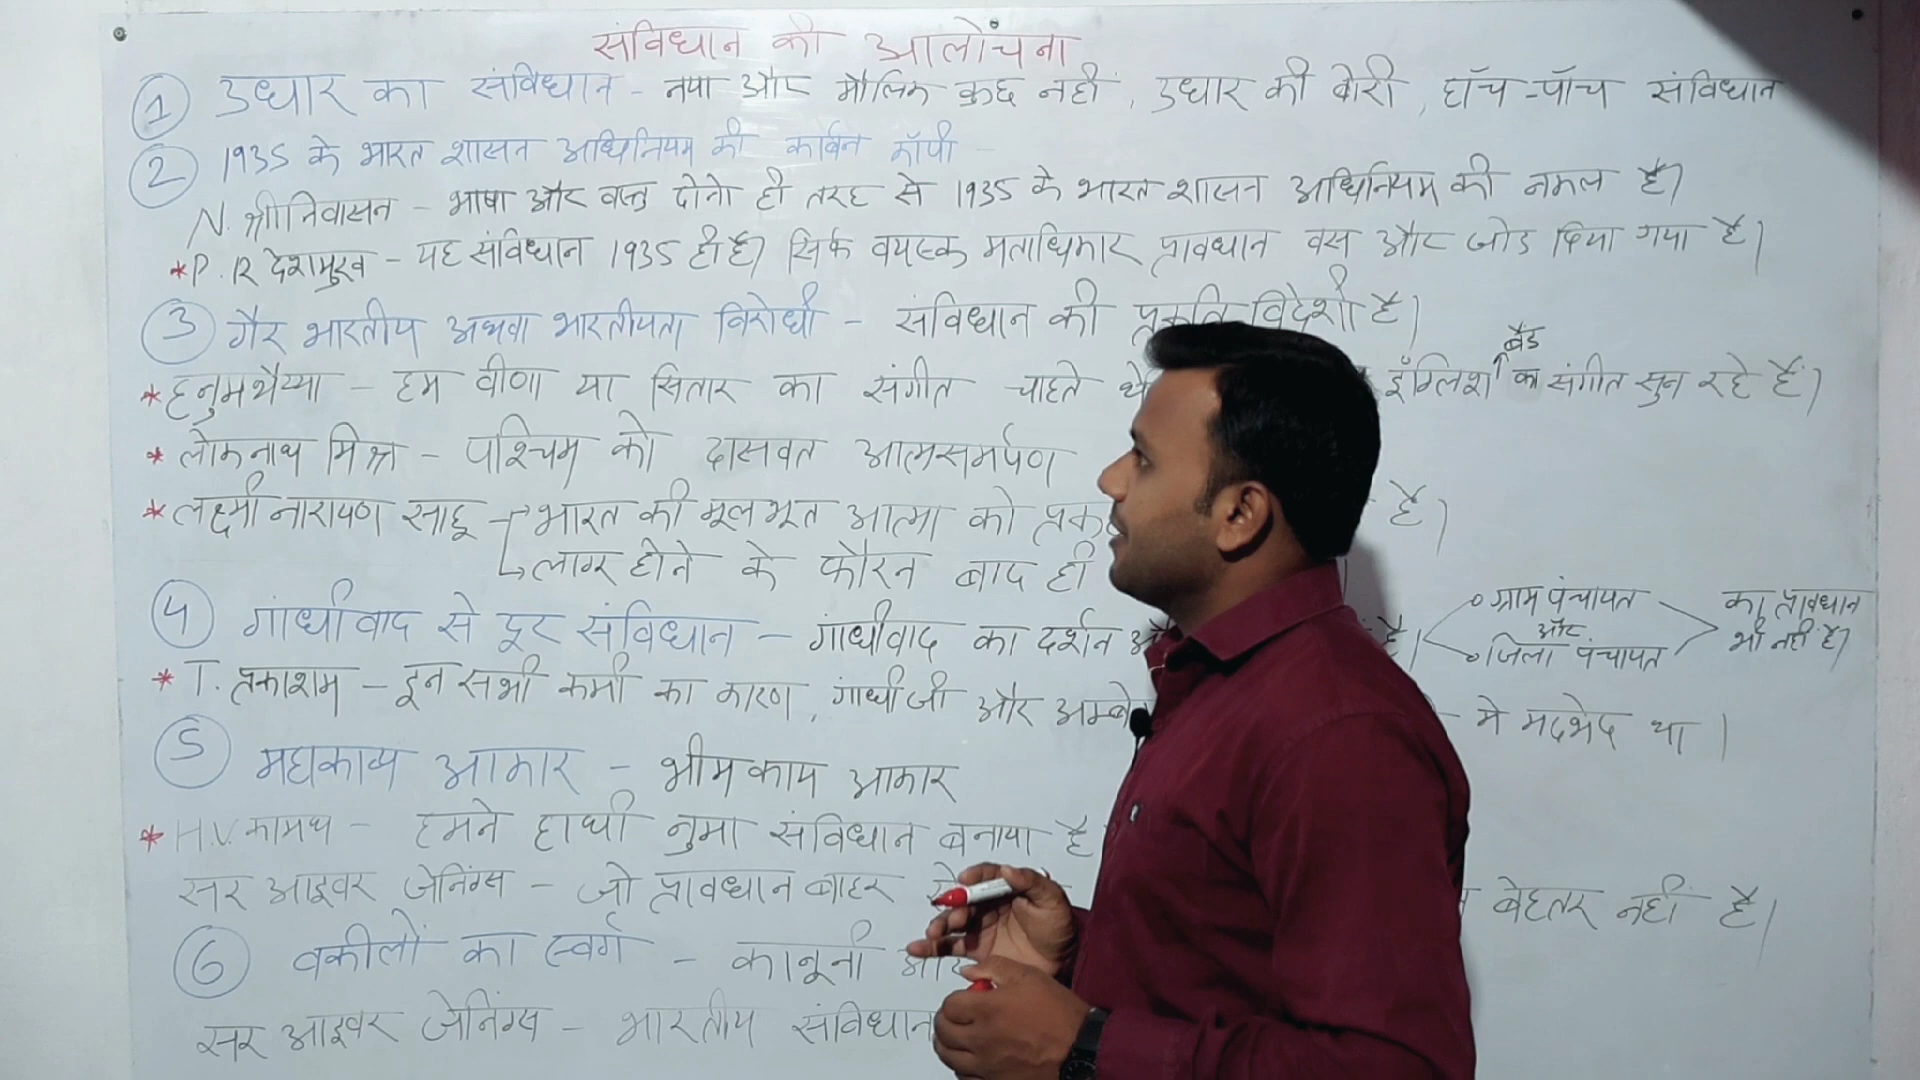 संविधान की आलोचना
① उधार का संविधान - नया और मौलिक कुछ नहीं, उधार की बोरी, हॉच-पॉच संविधान
② 1935 के भारत शासन अधिनियम की कार्बन कॉपी -
N. श्रीनिवासन - भाषा और वस्तु दोनो ही तरह से 1935 के भारत शासन अधिनियम की नकल है।
*P. R देशमुख - यह संविधान 1935 ही है। सिर्फ वयस्क मताधिकार प्रावधान बस और जोड दिया गया है।
③ गैर भारतीय अथवा भारतीयता विरोधी - संविधान की प्रकृति विदेशी है।
* हनुमथैय्या - हम वीणा या सितार का संगीत चाहते थे इंग्लिश बैंड का संगीत सुन रहे हैं।
* लोकनाथ मिश्र - पश्चिम को दासवत आत्मसमर्पण
* लक्ष्मी नारायण साहू → भारत की मूलभूत आत्मा को है।
→ लागू होने के फौरन बाद ही
④ गांधीवाद से दूर संविधान - गांधीवाद का दर्शन है। ग्राम पंचायत और जिला पंचायत का प्रावधान भी नहीं है।
* T. प्रकाशम - इन सभी कमी का कारण, गांधीजी और में मदभेद था।
⑤ महाकाव्य आकार - भीमकाय आकार
* H.V. कामथ - हमने हाथी नुमा संविधान बनाया है
सर आइवर जेनिंग्स - जो प्रावधान बाहर बेहतर नहीं है।
⑥ वकीलों का स्वर्ग - कानूनी
सर आइवर जेनिंग्स - भारतीय संविधान